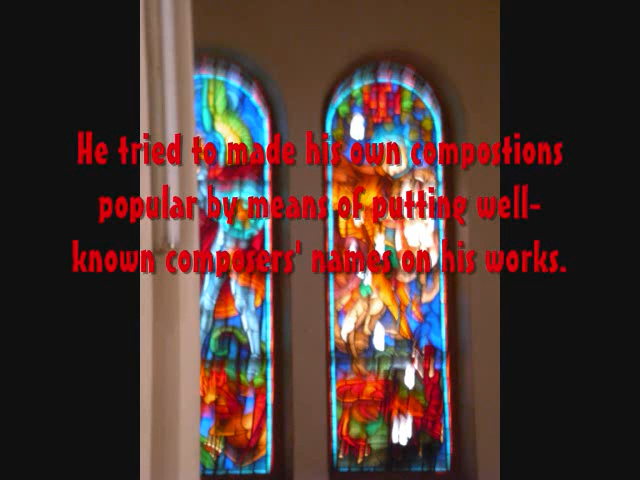 He tried to made his own compostions
popular by means of putting well-
known composers' names on his works.